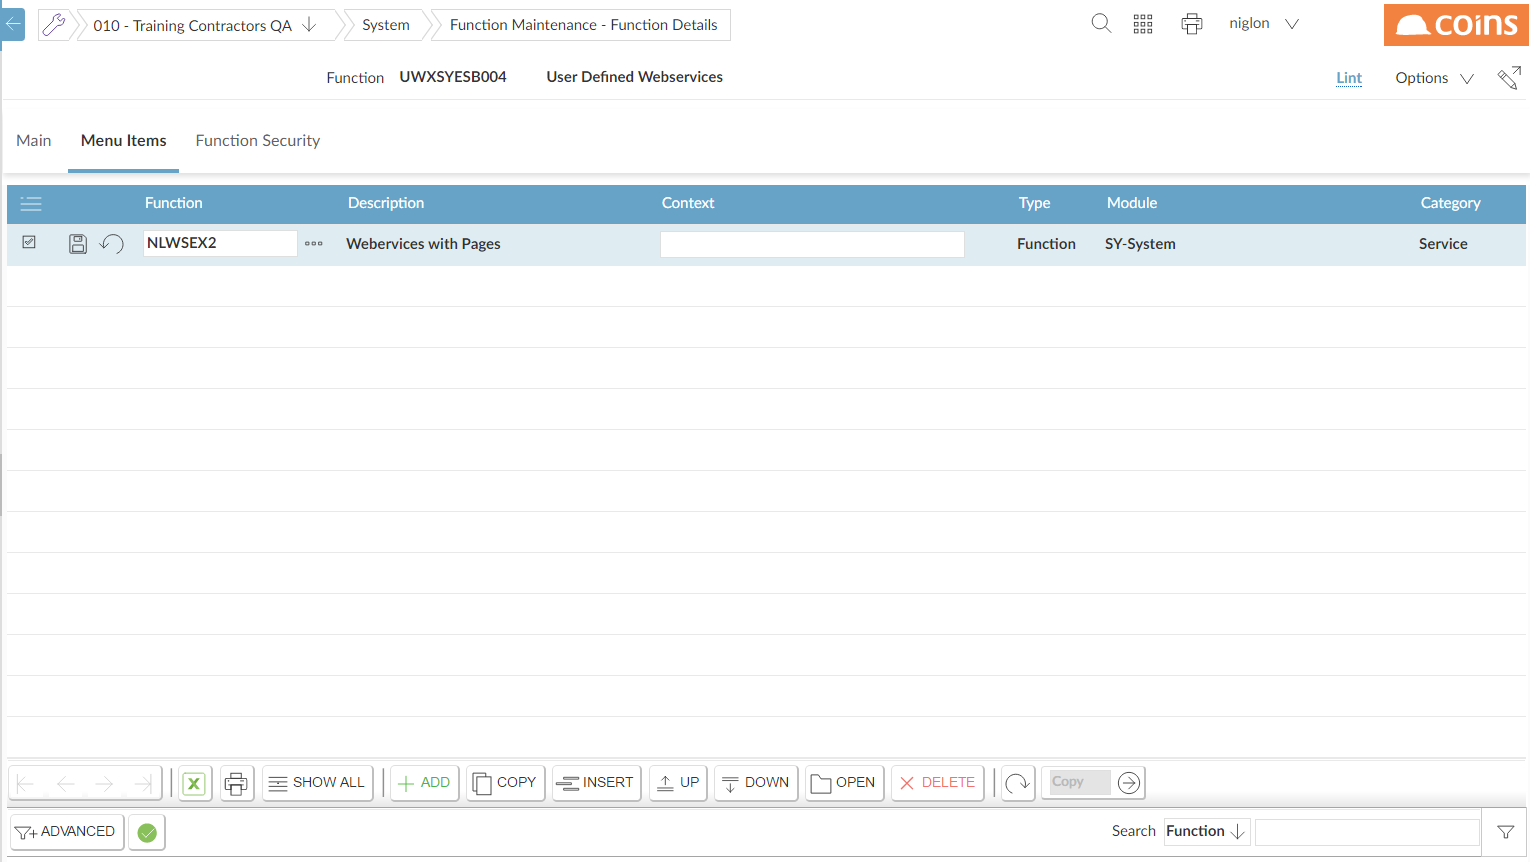 010 - Training Contractors QA
System
Function Maintenance - Function Details
niglon
coins
Function UWXSYESB004 User Defined Webservices
Lint
Options
Main
Menu Items
Function Security
Function Description Context Type Module Category
NLWSEX2 Webervices with Pages Function SY-System Service
SHOW ALL
ADD
COPY
INSERT
UP
DOWN
OPEN
DELETE
Copy
ADVANCED
Search Function